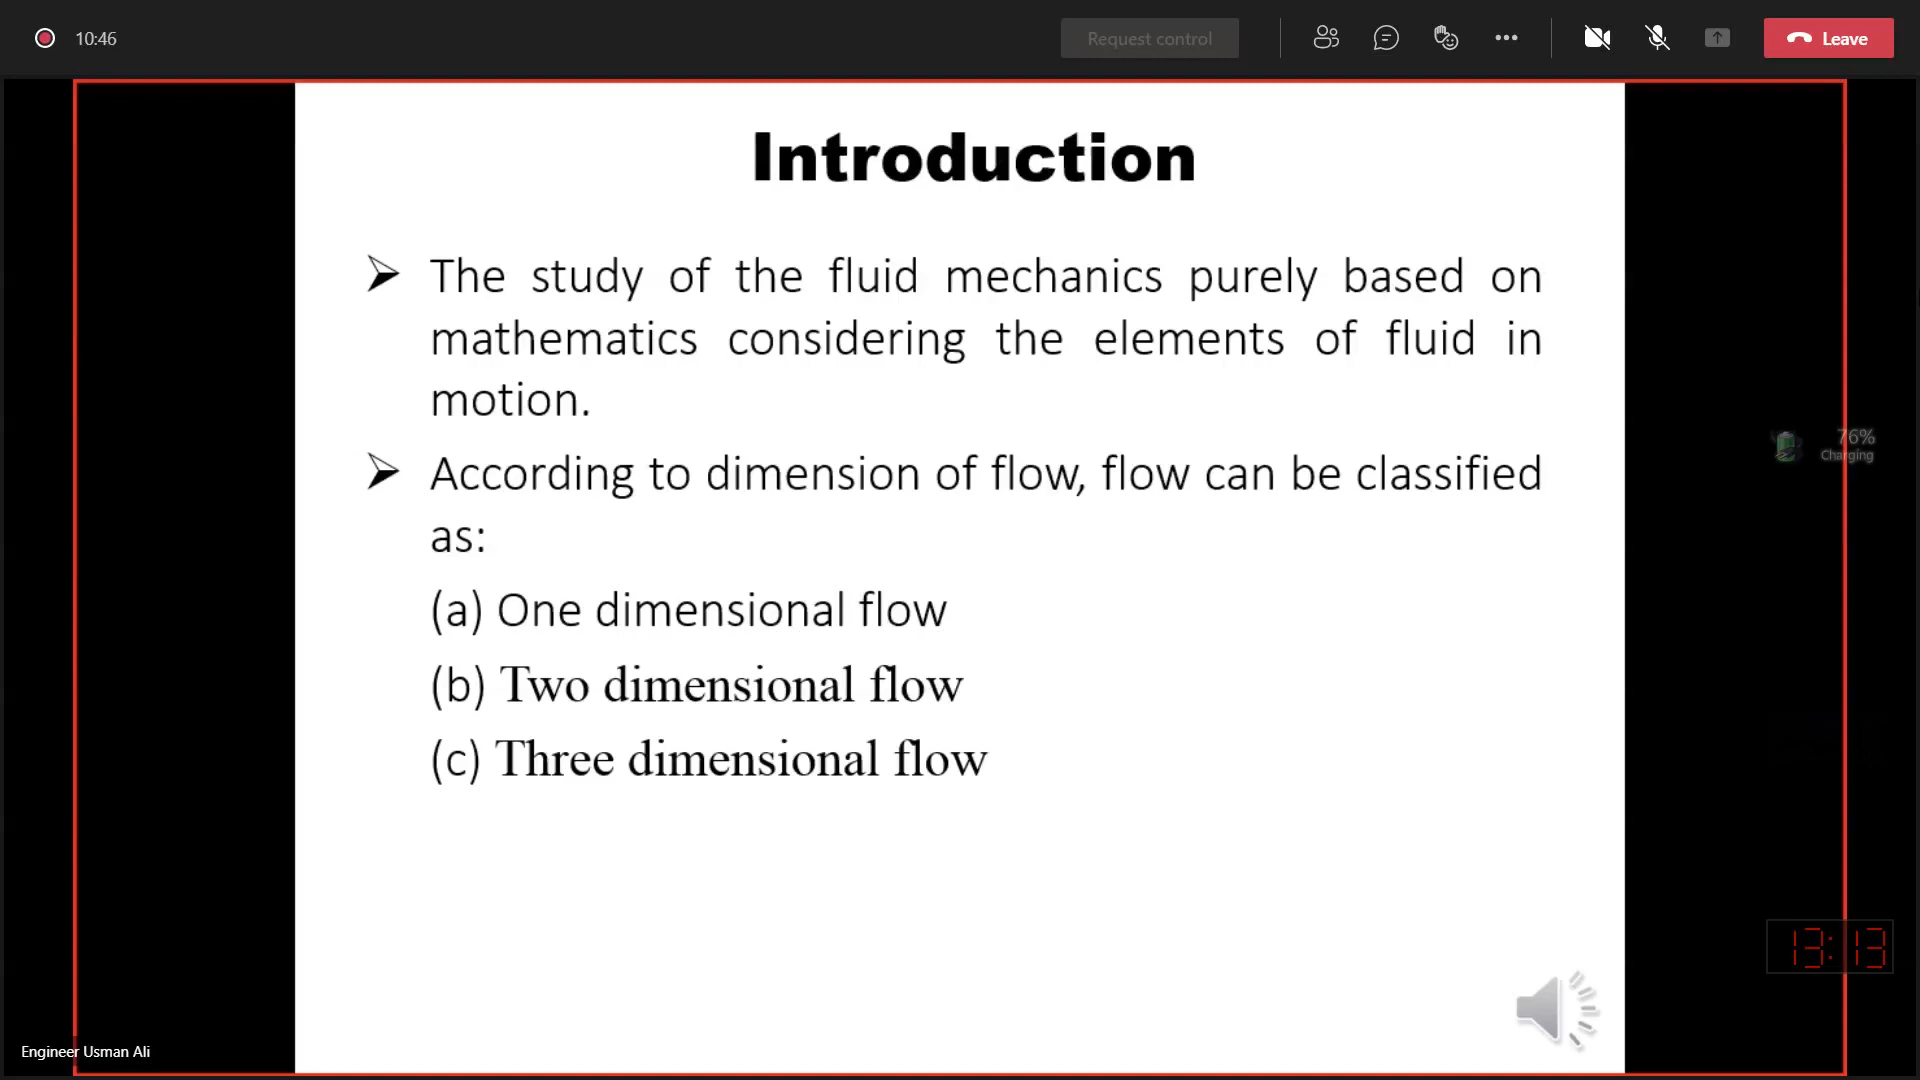 10:46
Request control
Leave
Introduction
➢ The study of the fluid mechanics purely based on
mathematics considering the elements of fluid in
motion.
➢ According to dimension of flow, flow can be classified
as:
(a) One dimensional flow
(b) Two dimensional flow
(c) Three dimensional flow
76%
Charging
13:13
Engineer Usman Ali